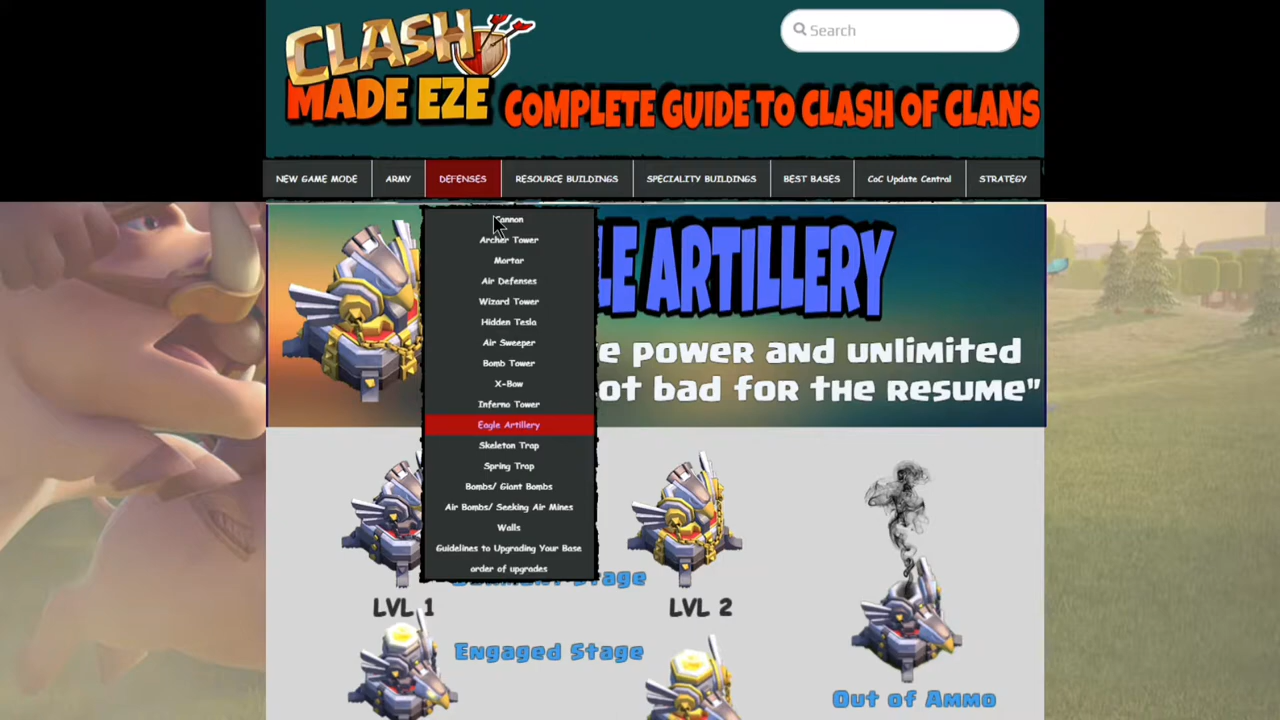 CLASH
MADE EZE
Search
COMPLETE GUIDE TO CLASH OF CLANS
NEW GAME MODE
ARMY
DEFENSES
RESOURCE BUILDINGS
SPECIALITY BUILDINGS
BEST BASES
CoC Update Central
STRATEGY
Cannon
Archer Tower
Mortar
Air Defenses
Wizard Tower
Hidden Tesla
Air Sweeper
Bomb Tower
X-Bow
Inferno Tower
Eagle Artillery
Skeleton Trap
Spring Trap
Bombs/ Giant Bombs
Air Bombs/ Seeking Air Mines
Walls
Guidelines to Upgrading Your Base
order of upgrades
LE ARTILLERY
e power and unlimited
ot bad for the resume"
Stage
LVL 1
LVL 2
Engaged Stage
Out of Ammo